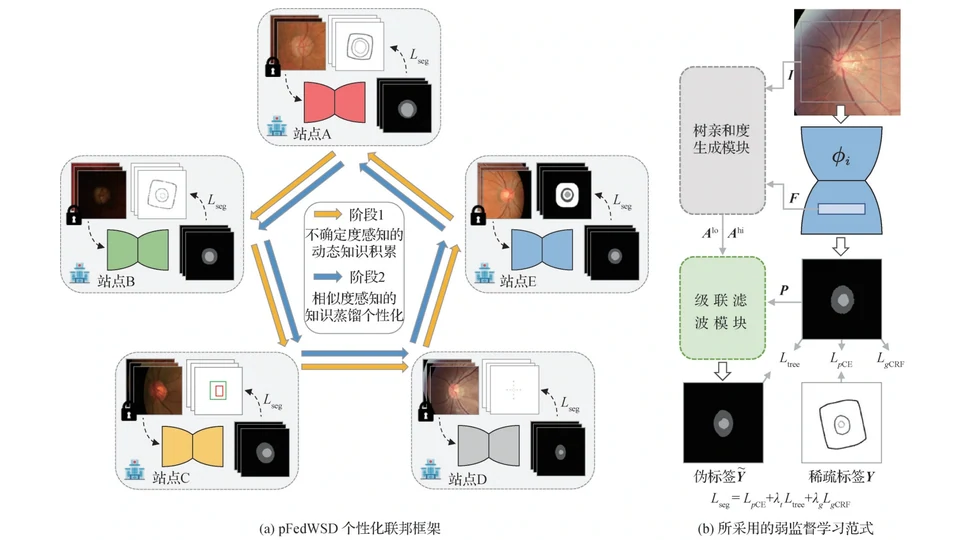 L_seg
站点A
L_seg
站点B
L_seg
站点E
阶段1
不确定度感知的
动态知识积累
阶段2
相似度感知的
知识蒸馏个性化
L_seg
站点C
L_seg
站点D
(a) pFedWSD 个性化联邦框架
I
树亲和度
生成模块
ϕ_i
F
A^lo A^hi
级联滤
波模块
P
L_tree L_pCE L_gCRF
伪标签Ỹ 稀疏标签Y
L_seg = L_pCE+λ_t L_tree+λ_g L_gCRF
(b) 所采用的弱监督学习范式